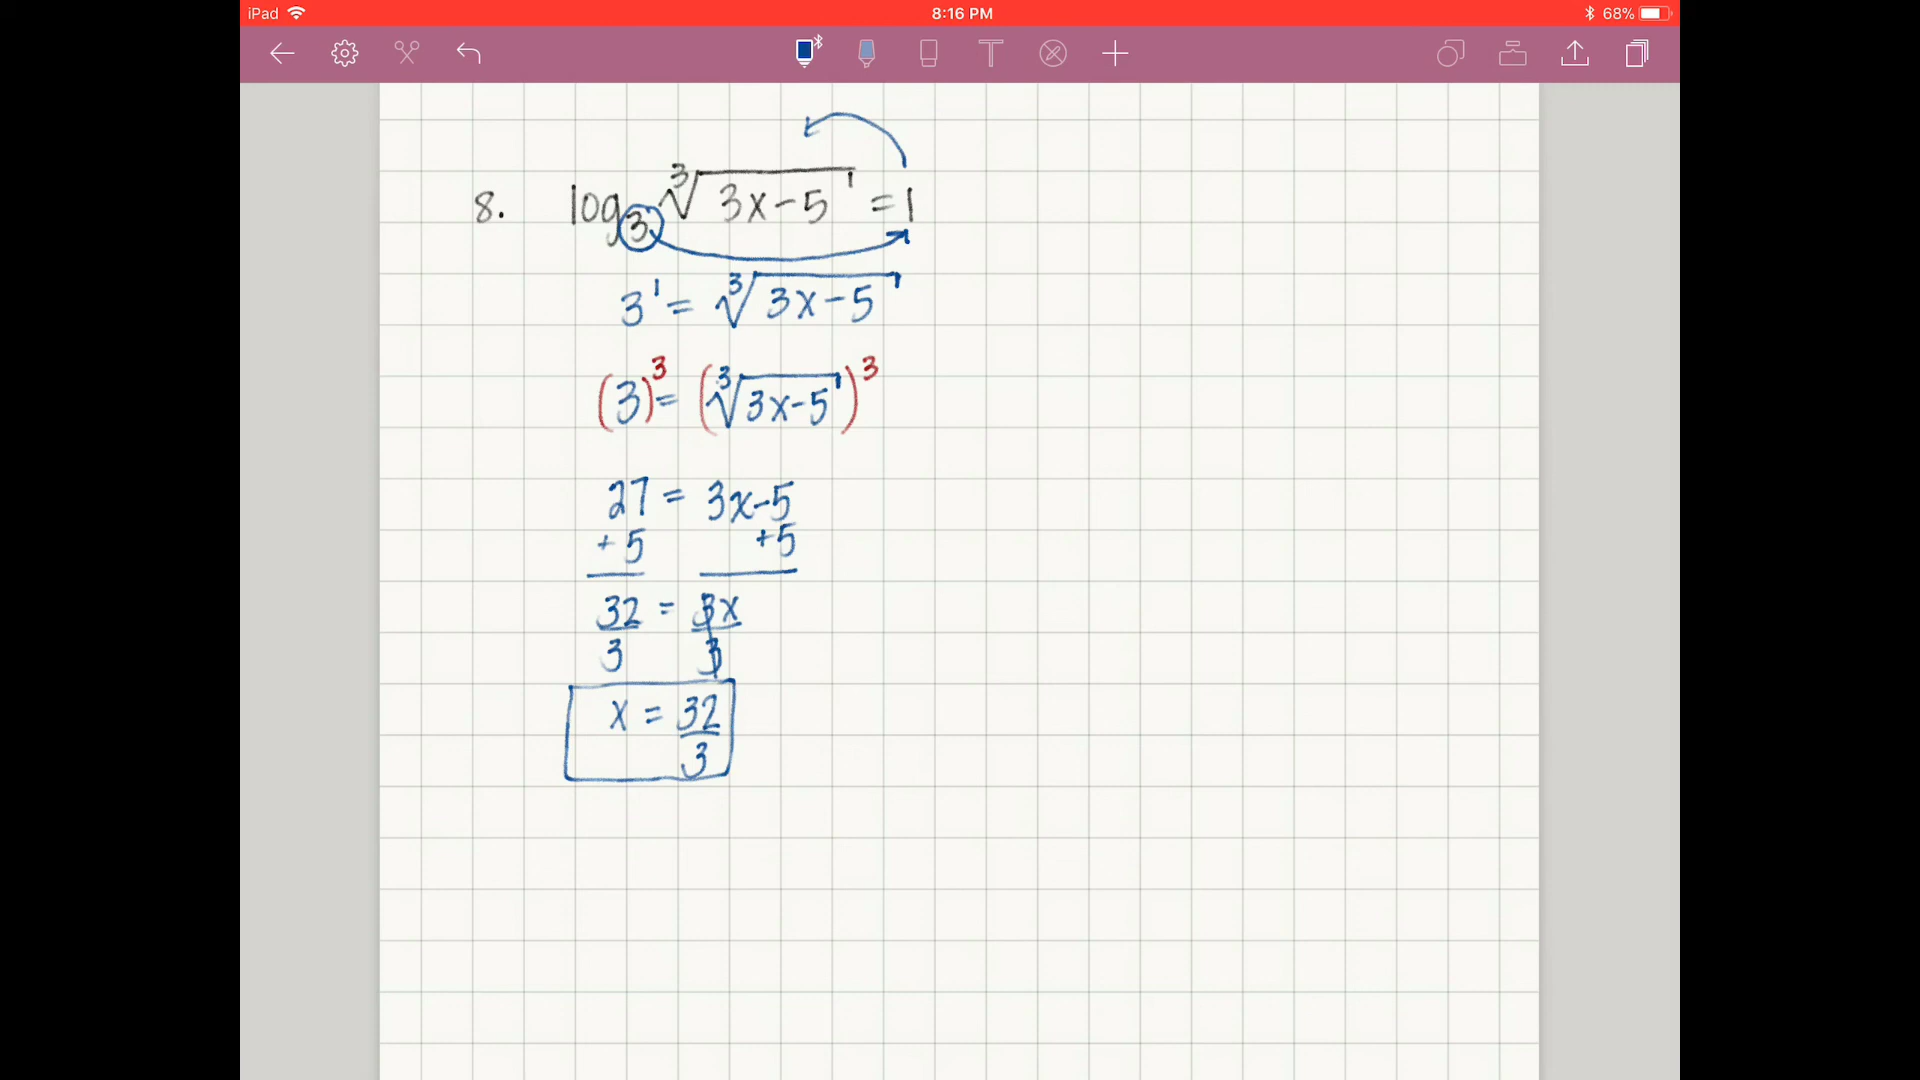 iPad 8:16 PM 68%
8. log₃ ∛(3x-5) = 1
3¹ = ∛(3x-5)
(3)³ = (∛(3x-5))³
27 = 3x-5
+5 +5
32/3 = 3x/3
x = 32/3